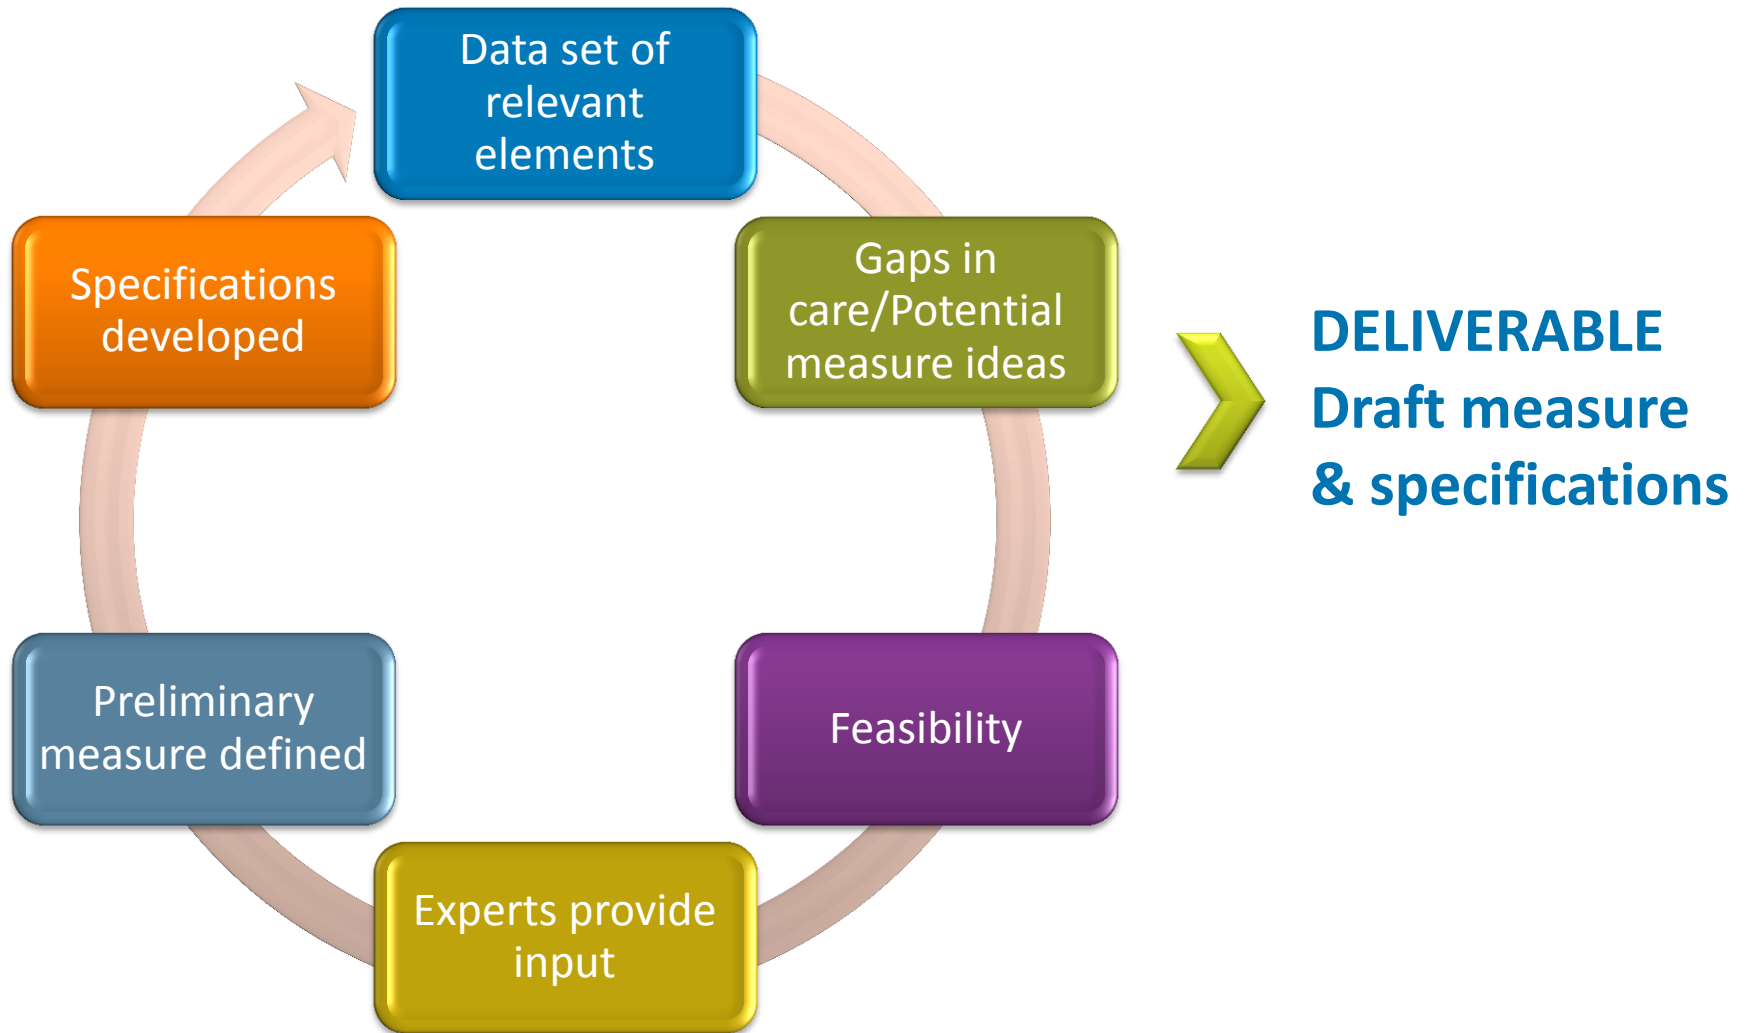 Data set of
relevant
elements
Gaps in
care/Potential
measure ideas
Feasibility
Experts provide
input
Preliminary
measure defined
Specifications
developed
DELIVERABLE
Draft measure
& specifications